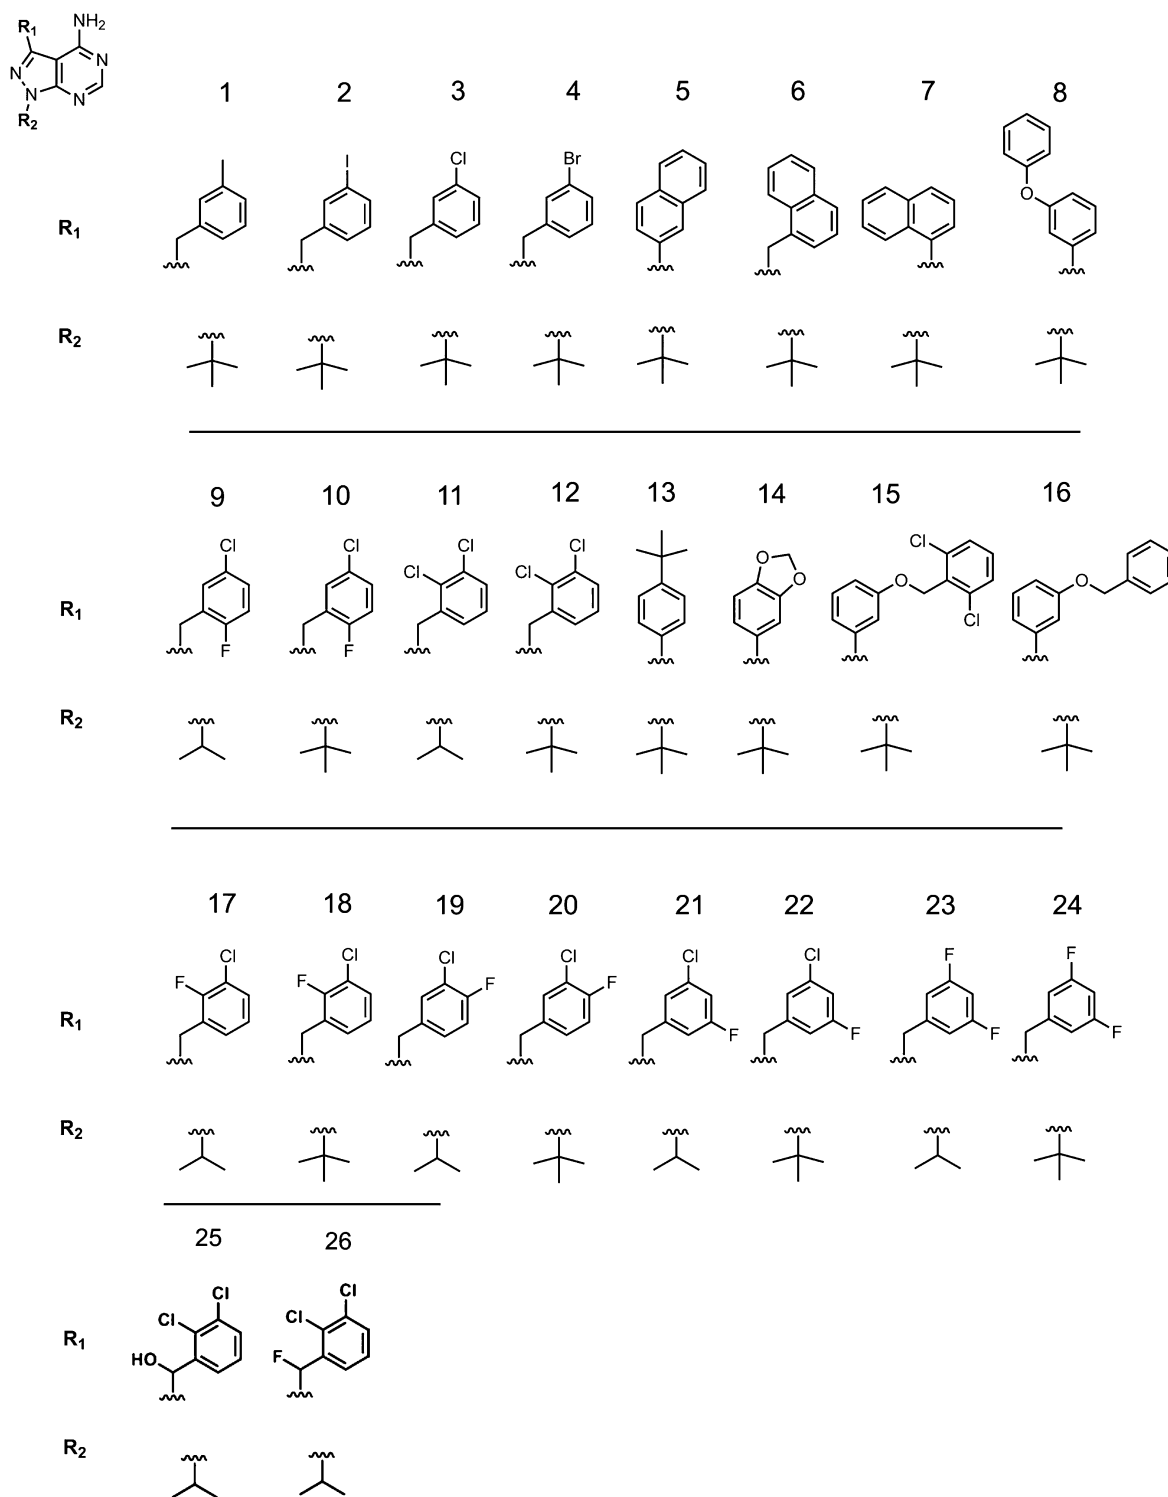 R1 NH2
N N
N N
R2
1 2 3 4 5 6 7 8
I Cl Br O
R1
R2
9 10 11 12 13 14 15 16
Cl Cl Cl Cl Cl Cl O O Cl O Cl O
R1
F F
R2
17 18 19 20 21 22 23 24
F Cl F Cl Cl F Cl F Cl F Cl F F F F F
R1
R2
25 26
Cl Cl Cl Cl
R1
HO F
R2